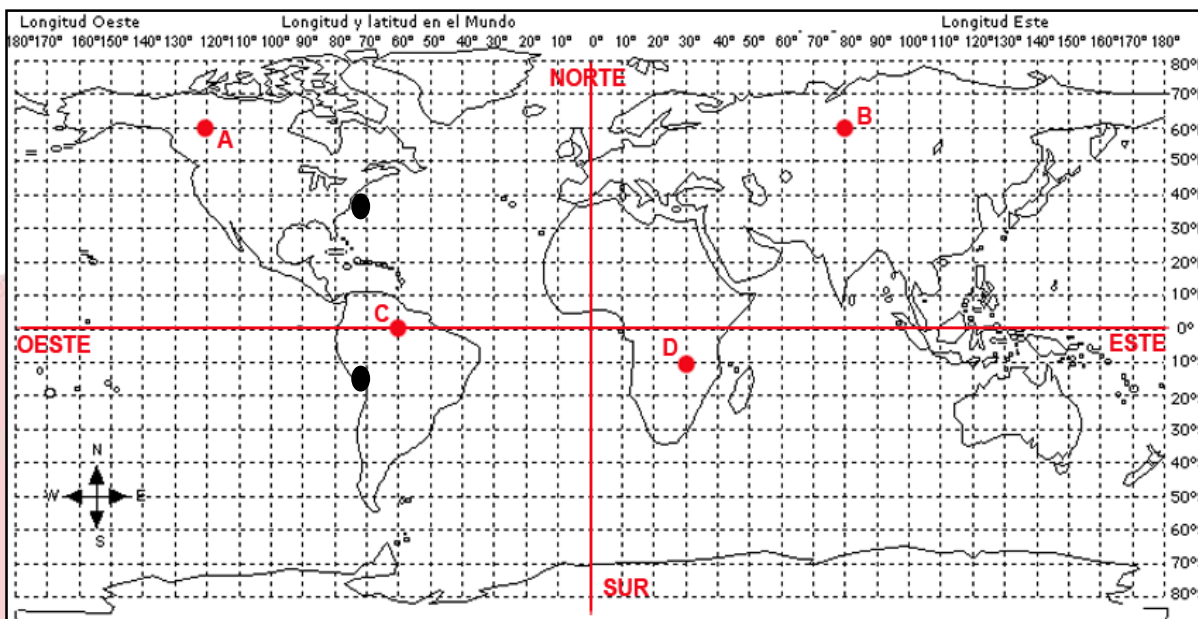 Longitud Oeste Longitud y latitud en el Mundo Longitud Este
180° 170° 160° 150° 140° 130° 120° 110° 100° 90° 80° 70° 60° 50° 40° 30° 20° 10° 0° 10° 20° 30° 40° 50° 60° 70° 80° 90° 100° 110° 120° 130° 140° 150° 160° 170° 180°
80°
NORTE
70°
A B
60°
50°
40°
30°
20°
10°
C
0°
OESTE ESTE
D
10°
20°
30°
40°
N
W E
50°
S
60°
70°
SUR
80°